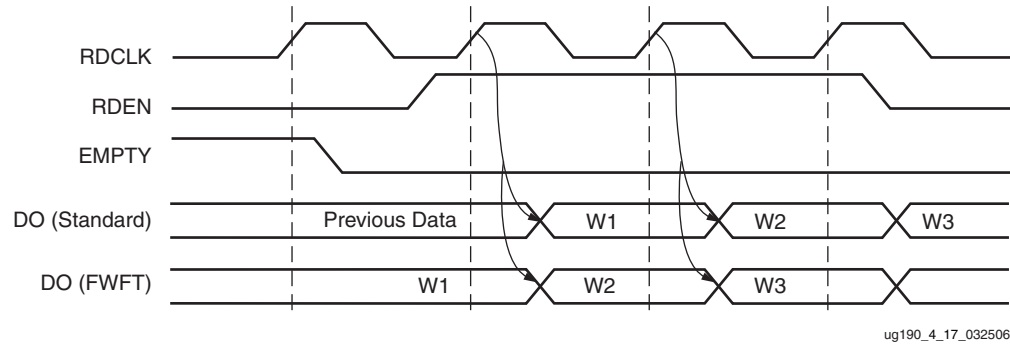 RDCLK
RDEN
EMPTY
DO (Standard) Previous Data W1 W2 W3
DO (FWFT) W1 W2 W3
ug190_4_17_032506